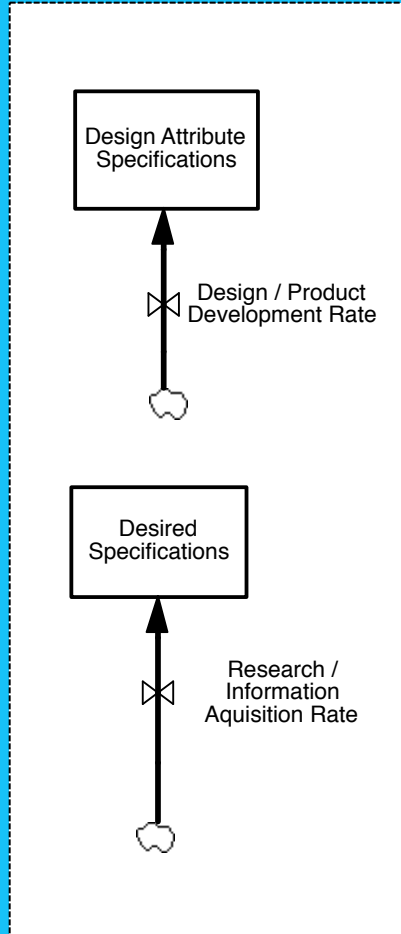 Design Attribute
Specifications
Design / Product
Development Rate
Desired
Specifications
Research /
Information
Aquisition Rate